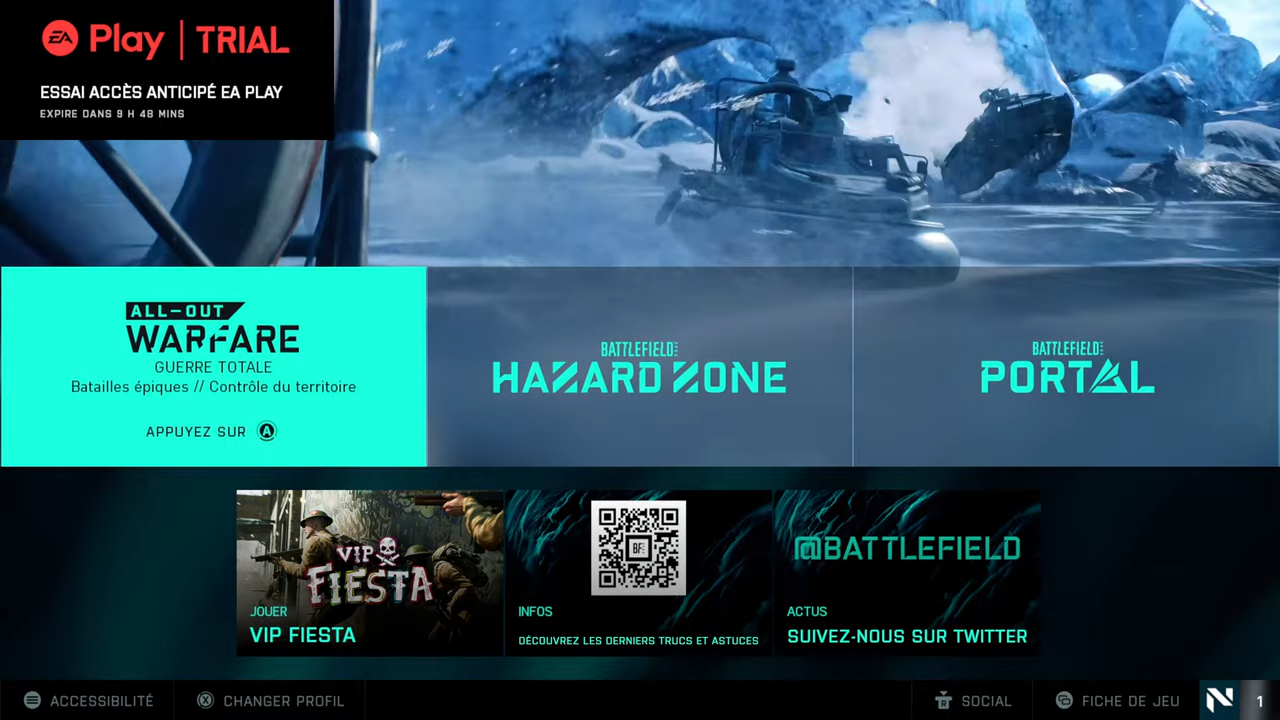 EA Play | TRIAL
ESSAI ACCÈS ANTICIPÉ EA PLAY
EXPIRE DANS 9 H 48 MINS
ALL-OUT
WARFARE
GUERRE TOTALE
Batailles épiques // Contrôle du territoire
APPUYEZ SUR A
BATTLEFIELD
HAZARD ZONE
BATTLEFIELD
PORTAL
VIP
FIESTA
JOUER
VIP FIESTA
BF
INFOS
DÉCOUVREZ LES DERNIERS TRUCS ET ASTUCES
@BATTLEFIELD
ACTUS
SUIVEZ-NOUS SUR TWITTER
ACCESSIBILITÉ
X CHANGER PROFIL
R SOCIAL
FICHE DE JEU
N 1